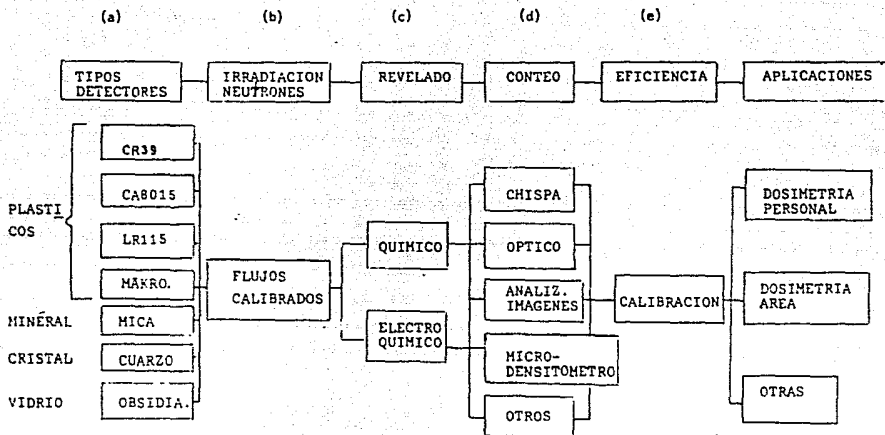 (a) (b) (c) (d) (e)
TIPOS
DETECTORES
IRRADIACION
NEUTRONES
REVELADO
CONTEO
EFICIENCIA
APLICACIONES
PLASTI
COS
CR39
CA8015
LR115
MAKRO.
MINERAL
MICA
CRISTAL
CUARZO
VIDRIO
OBSIDIA.
FLUJOS
CALIBRADOS
QUIMICO
ELECTRO
QUIMICO
CHISPA
OPTICO
ANALIZ.
IMAGENES
MICRO-
DENSITOMETRO
OTROS
CALIBRACION
DOSIMETRIA
PERSONAL
DOSIMETRIA
AREA
OTRAS